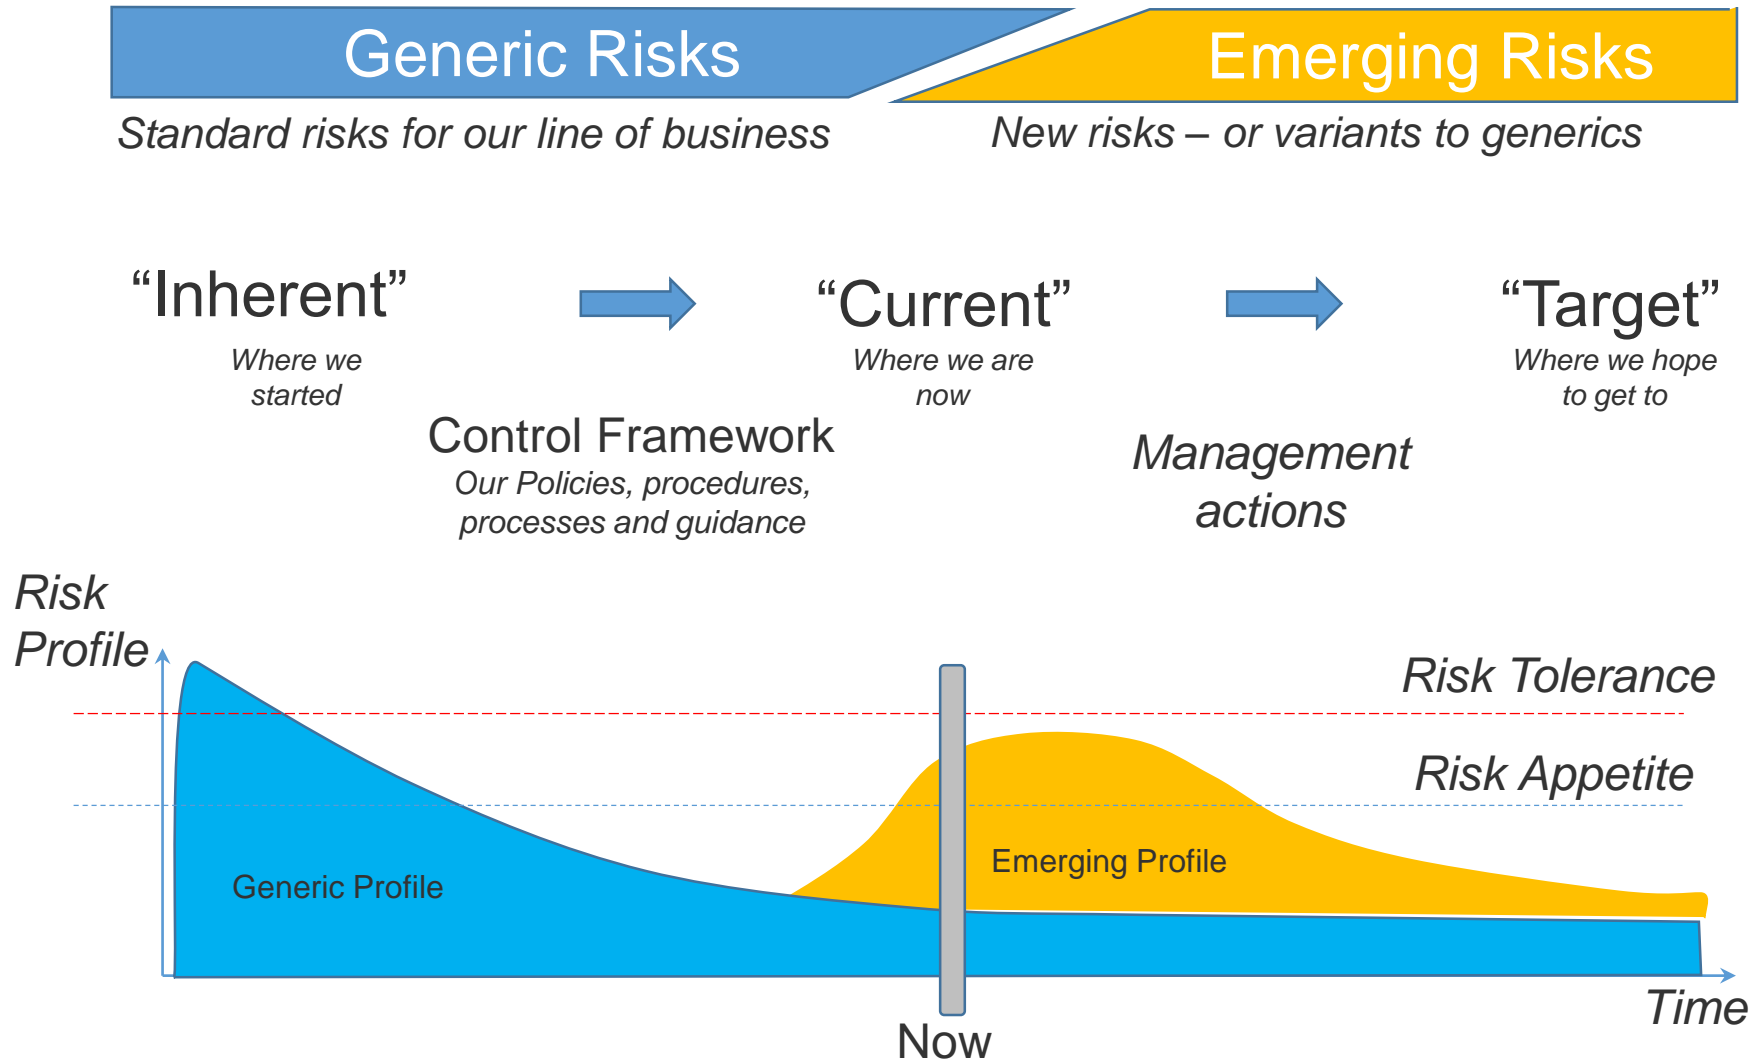 Generic Risks
Emerging Risks
Standard risks for our line of business
New risks – or variants to generics
“Inherent”
“Current”
“Target”
Where we
started
Where we are
now
Where we hope
to get to
Control Framework
Our Policies, procedures,
processes and guidance
Management
actions
Risk
Profile
Risk Tolerance
Risk Appetite
Generic Profile
Emerging Profile
Time
Now